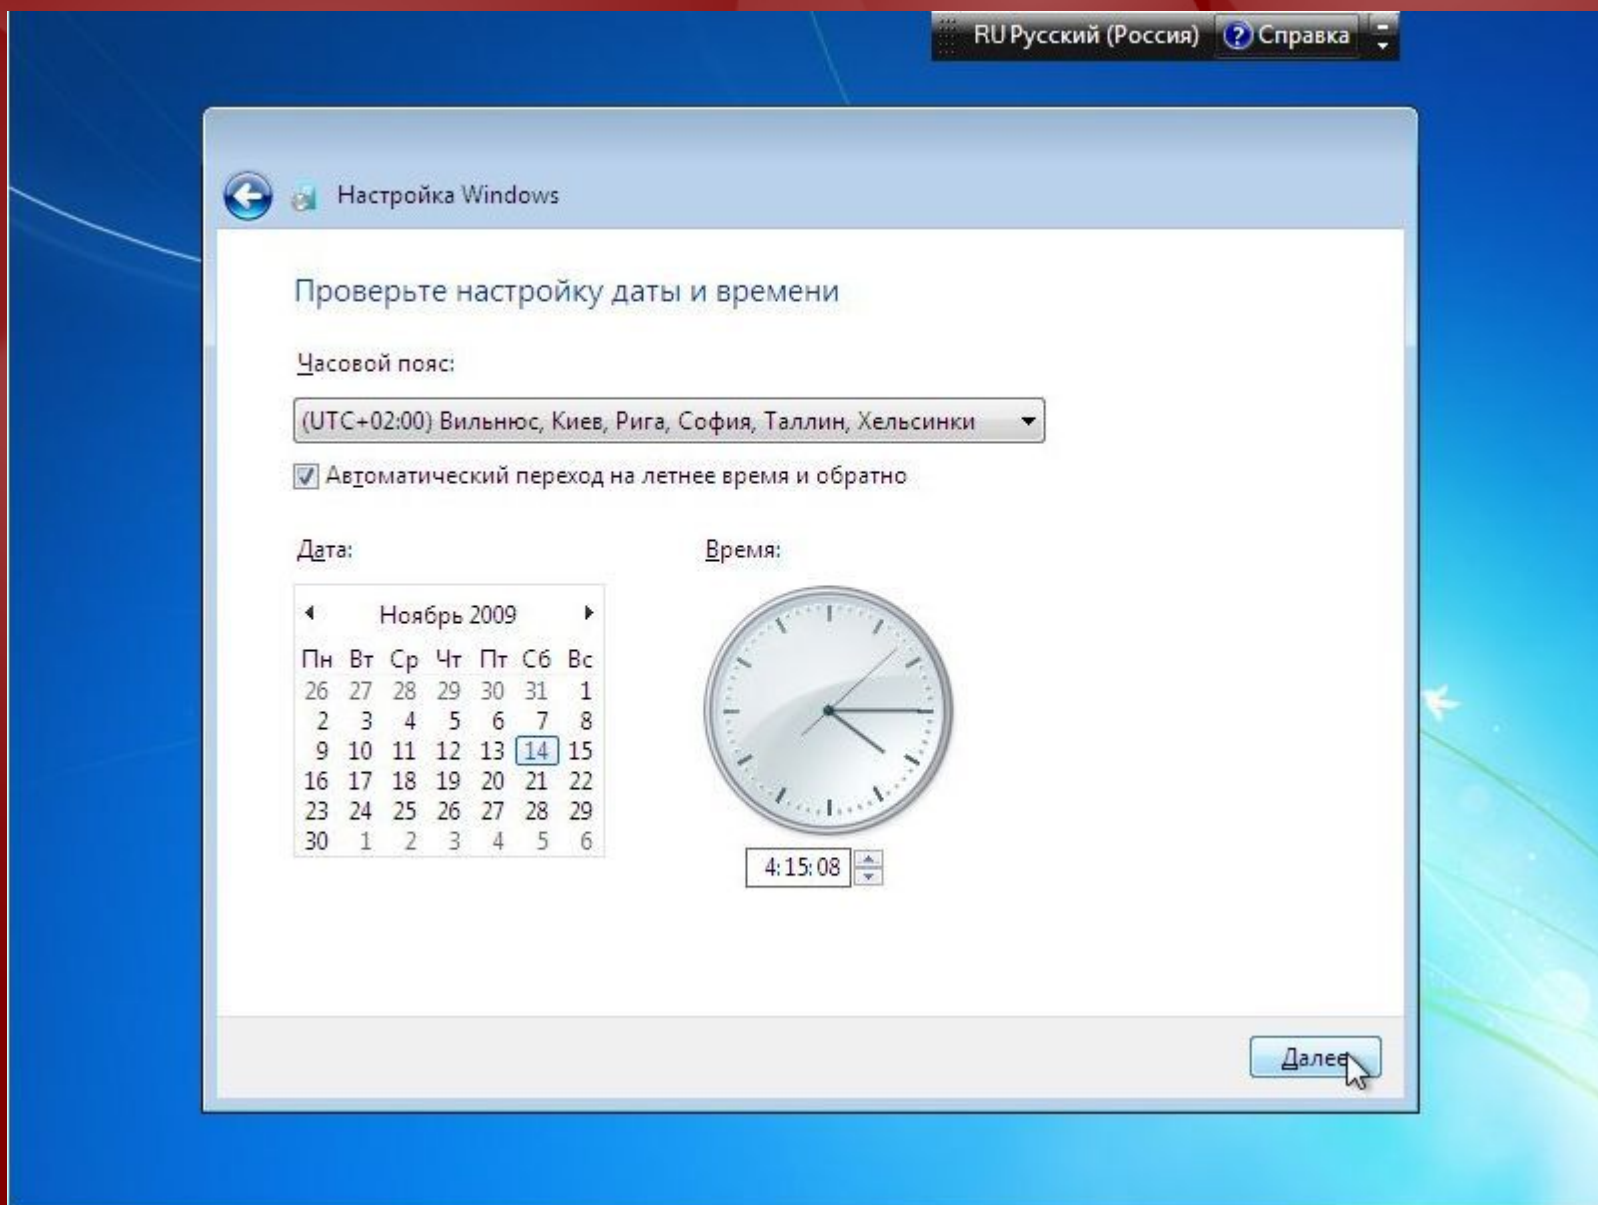 RU Русский (Россия) ? Справка
Настройка Windows
Проверьте настройку даты и времени
Часовой пояс:
(UTC+02:00) Вильнюс, Киев, Рига, София, Таллин, Хельсинки
Автоматический переход на летнее время и обратно
Дата: Время:
Ноябрь 2009
Пн Вт Ср Чт Пт Сб Вс
26 27 28 29 30 31 1
2 3 4 5 6 7 8
9 10 11 12 13 14 15
16 17 18 19 20 21 22
23 24 25 26 27 28 29
30 1 2 3 4 5 6
4:15:08
Далее